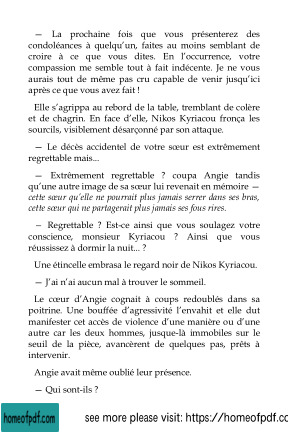 — La prochaine fois que vous présenterez des
condoléances à quelqu'un, faites au moins semblant de
croire à ce que vous dites. En l'occurrence, votre
compassion me semble tout à fait indécente. Je ne vous
aurais tout de même pas cru capable de venir jusqu'ici
après ce que vous avez fait !
Elle s'agrippa au rebord de la table, tremblant de colère
et de chagrin. En face d'elle, Nikos Kyriacou fronça les
sourcils, visiblement désarçonné par son attaque.
— Le décès accidentel de votre sœur est extrêmement
regrettable mais...
— Extrêmement regrettable ? coupa Angie tandis
qu'une autre image de sa sœur lui revenait en mémoire —
cette sœur qu'elle ne pourrait plus jamais serrer dans ses bras,
cette sœur qui ne partagerait plus jamais ses fous rires.
— Regrettable ? Est-ce ainsi que vous soulagez votre
conscience, monsieur Kyriacou ? Ainsi que vous
réussissez à dormir la nuit... ?
Une étincelle embrasa le regard noir de Nikos Kyriacou.
— J'ai n'ai aucun mal à trouver le sommeil.
Le cœur d'Angie cognait à coups redoublés dans sa
poitrine. Une bouffée d'agressivité l'envahit et elle dut
manifester cet accès de violence d'une manière ou d'une
autre car les deux hommes, jusque-là immobiles sur le
seuil de la pièce, avancèrent de quelques pas, prêts à
intervenir.
Angie avait même oublié leur présence.
— Qui sont-ils ?
homeofpdf.com
see more please visit: https://homeofpdf.co